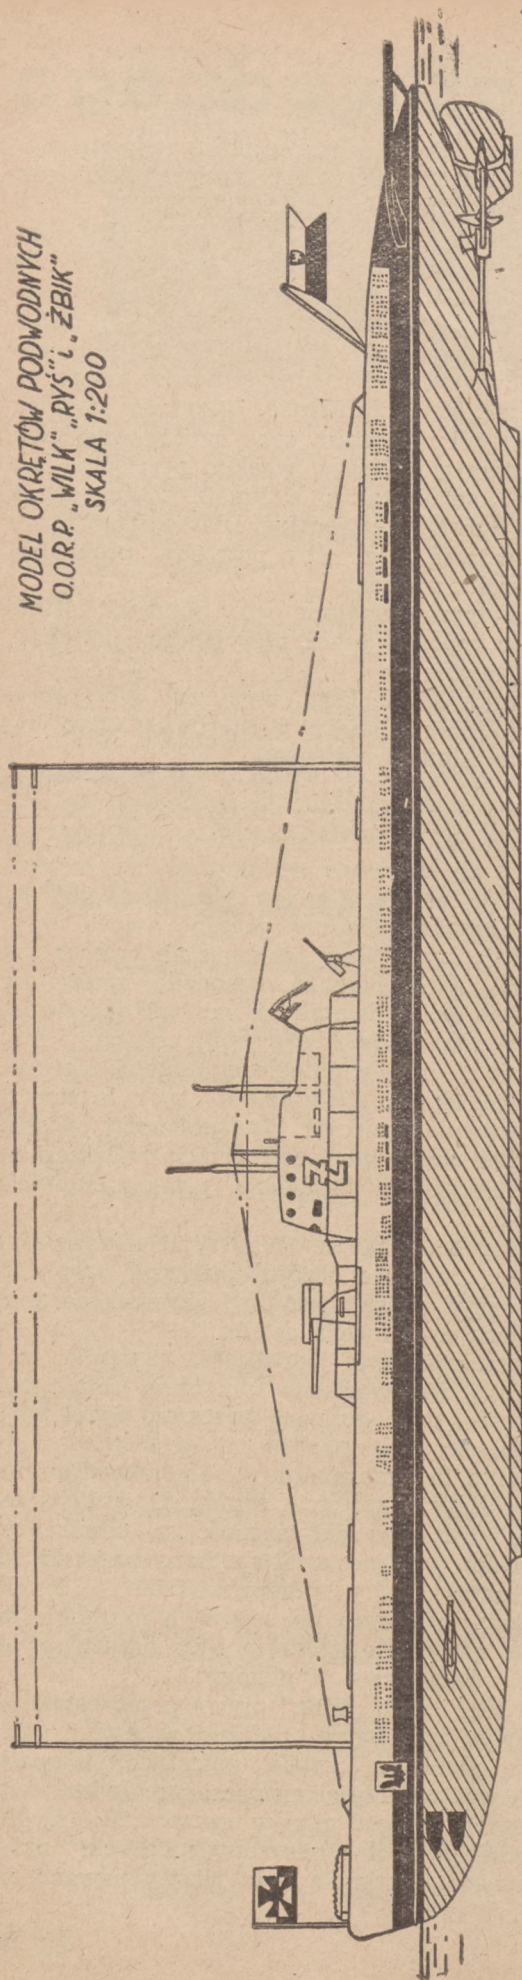 MODEL OKRĘTÓW PODWODNYCH
O.O.R.P. „WILK” „RYŚ” i „ŻBIK”
SKALA 1:200